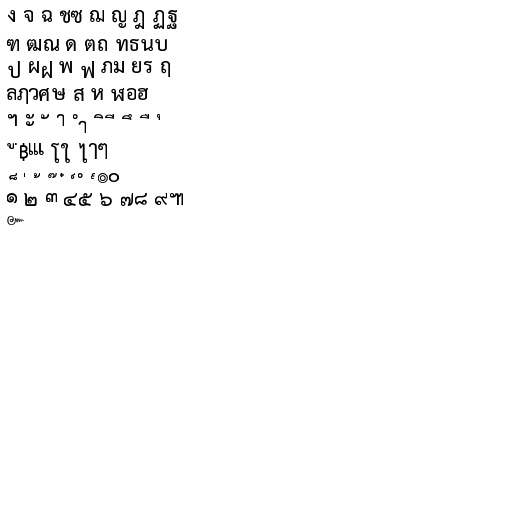 ง จ ฉ ชซ ฌ ญ ฎ ฏฐ
ฑ ฒณ ด ตถ ทธนบ
ป ผฝ พ ฟ ภม ยร ฤ
ลฦวศษ ส ห ฬอฮ
ฯ ะ ั า ำ ิี ึ ื ุ
ฺู฿เแ โใ ไๅๆ
็ ่ ้ ๊ ๋ ์ํ ๎๏๐
๑ ๒ ๓ ๔๕ ๖ ๗๘ ๙๚
๛